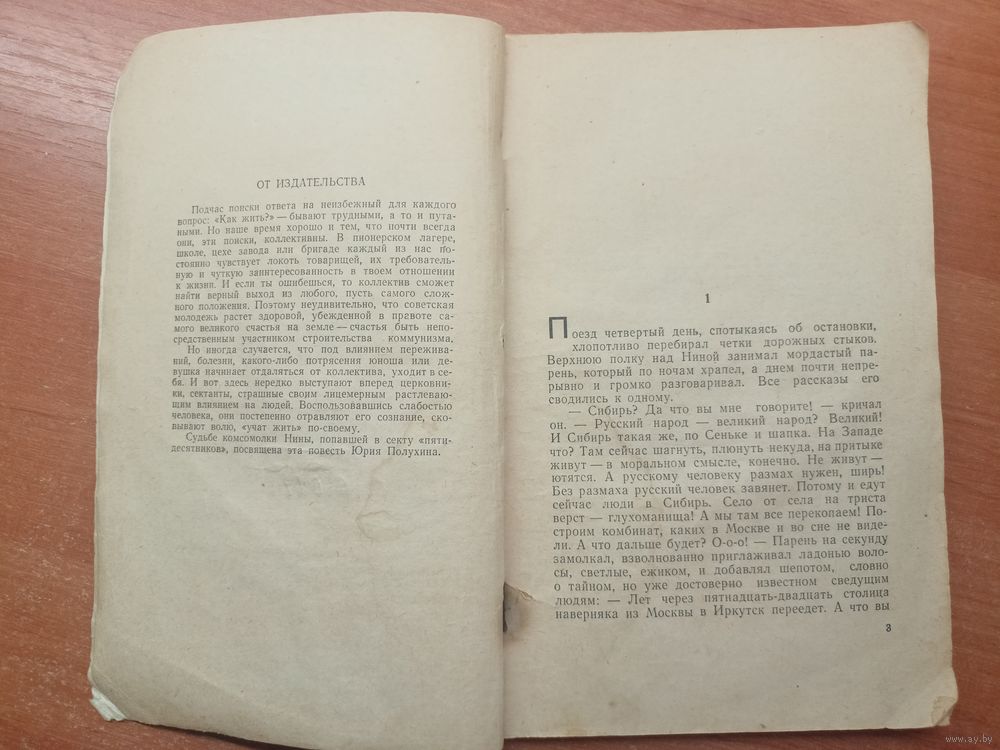 ОТ ИЗДАТЕЛЬСТВА
Подчас поиски ответа на неизбежный для каждого
вопрос: «Как жить?» — бывают трудными, а то и пута-
ными. Но наше время хорошо и тем, что почти всегда
они, эти поиски, коллективны. В пионерском лагере,
школе, цехе завода или бригаде каждый из нас по-
стоянно чувствует локоть товарищей, их требователь-
ную и чуткую заинтересованность в твоем отношении
к жизни. И если ты ошибешься, то коллектив сможет
найти верный выход из любого, пусть самого слож-
ного положения. Поэтому неудивительно, что советская
молодежь растет здоровой, убежденной в правоте са-
мого великого счастья на земле — счастья быть непо-
средственным участником строительства коммунизма.
Но иногда случается, что под влиянием пережива-
ний, болезни, какого-либо потрясения юноша или де-
вушка начинает отдаляться от коллектива, уходит в се-
бя. И вот здесь нередко выступают вперед церковни-
ки, сектанты, страшные своим лицемерным растлеваю-
щим влиянием на людей. Воспользовавшись слабостью
человека, они постепенно отравляют его сознание, ско-
вывают волю, «учат жить» по-своему.
Судьбе комсомолки Нины, попавшей в секту «пяти-
десятников», посвящена эта повесть Юрия Полухина.
1
Поезд четвертый день, спотыкаясь об остановки,
хлопотливо перебирал четки дорожных стыков.
Верхнюю полку над Ниной занимал мордастый па-
рень, который по ночам храпел, а днем почти непре-
рывно и громко разговаривал. Все рассказы его
сводились к одному.
— Сибирь? Да что вы мне говорите! — кричал
он. — Русский народ — великий народ? Великий!
И Сибирь такая же, по Сеньке и шапка. На Западе
что? Там сейчас шагнуть, плюнуть некуда, на притыке
живут — в моральном смысле, конечно. Не живут —
ютятся. А русскому человеку размах нужен, ширь!
Без размаха русский человек завянет. Потому и едут
сейчас люди в Сибирь. Село от села на триста
верст — глухоманища! А мы там все перекопаем! По-
строим комбинат, каких в Москве и во сне не виде-
ли. А что дальше будет? О-о-о! — Парень на секунду
замолкал, взволнованно приглаживал ладонью воло-
сы, светлые, ежиком, и добавлял шепотом, словно
о тайном, но уже достоверно известном сведущим
людям: — Лет через пятнадцать-двадцать столица
наверняка из Москвы в Иркутск переедет. А что вы
3
www.ay.by